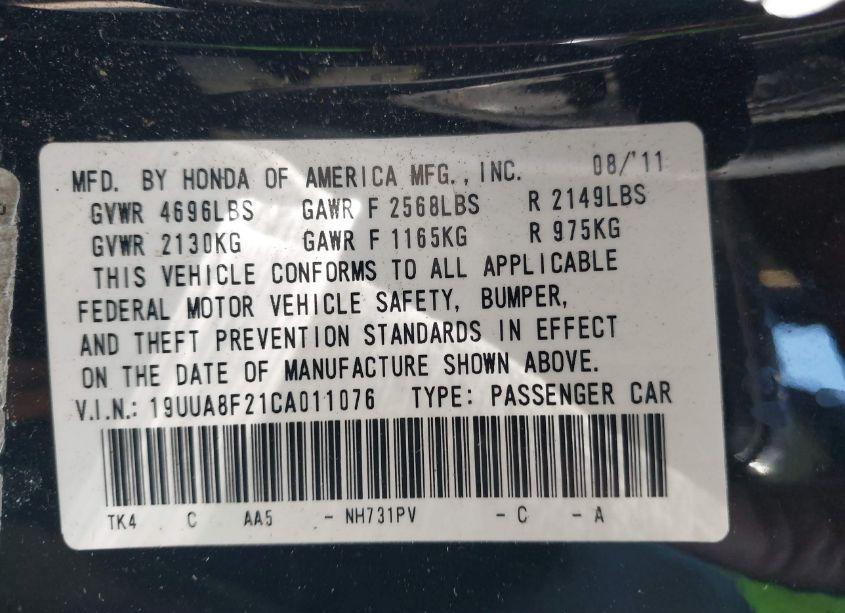 MFD. BY HONDA OF AMERICA MFG., INC. 08/'11
GVWR 4696LBS GAWR F 2568LBS R 2149LBS
GVWR 2130KG GAWR F 1165KG R 975KG
THIS VEHICLE CONFORMS TO ALL APPLICABLE
FEDERAL MOTOR VEHICLE SAFETY, BUMPER,
AND THEFT PREVENTION STANDARDS IN EFFECT
ON THE DATE OF MANUFACTURE SHOWN ABOVE.
V.I.N.: 19UUA8F21CA011076 TYPE: PASSENGER CAR
TK4 C AA5 - NH731PV - C - A